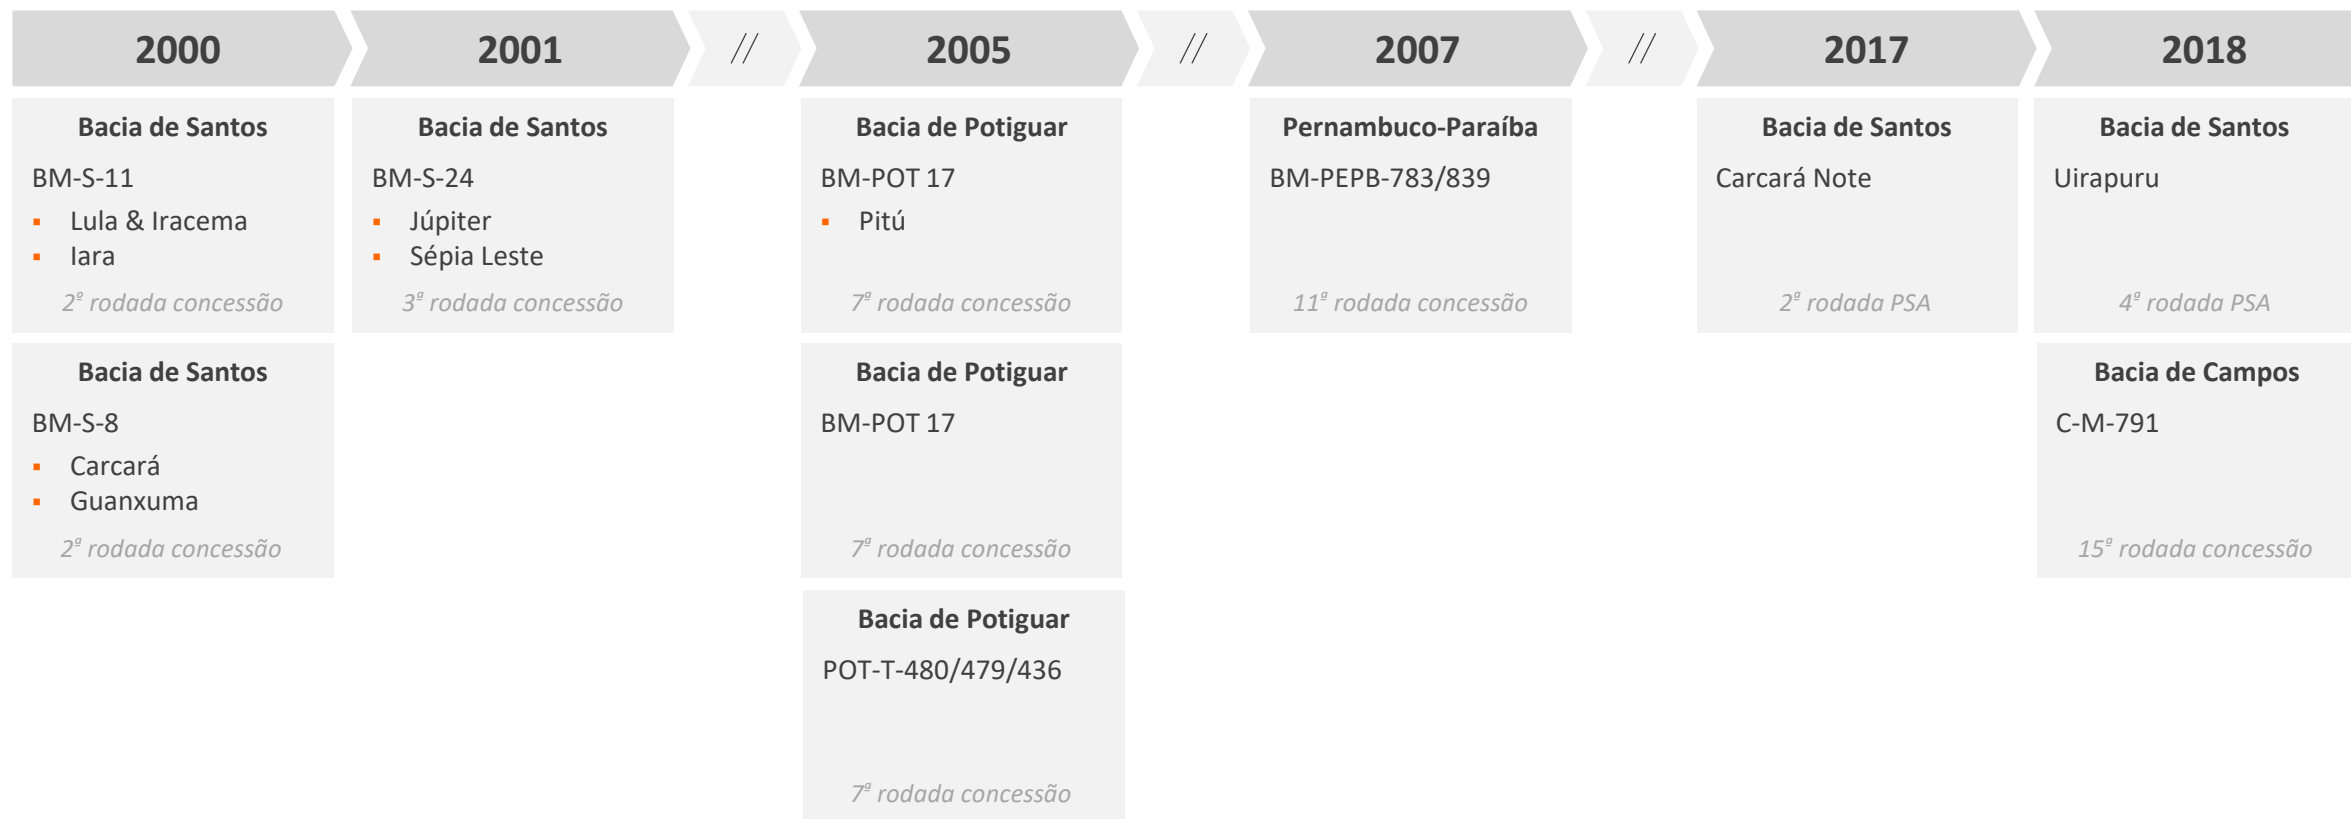 2000
2001
//
2005
//
2007
//
2017
2018
Bacia de Santos
BM-S-11
▪ Lula & Iracema
▪ Iara
2ª rodada concessão
Bacia de Santos
BM-S-24
▪ Júpiter
▪ Sépia Leste
3ª rodada concessão
Bacia de Potiguar
BM-POT 17
▪ Pitú
7ª rodada concessão
Pernambuco-Paraíba
BM-PEPB-783/839
11ª rodada concessão
Bacia de Santos
Carcará Note
2ª rodada PSA
Bacia de Santos
Uirapuru
4ª rodada PSA
Bacia de Santos
BM-S-8
▪ Carcará
▪ Guanxuma
2ª rodada concessão
Bacia de Potiguar
BM-POT 17
7ª rodada concessão
Bacia de Campos
C-M-791
15ª rodada concessão
Bacia de Potiguar
POT-T-480/479/436
7ª rodada concessão